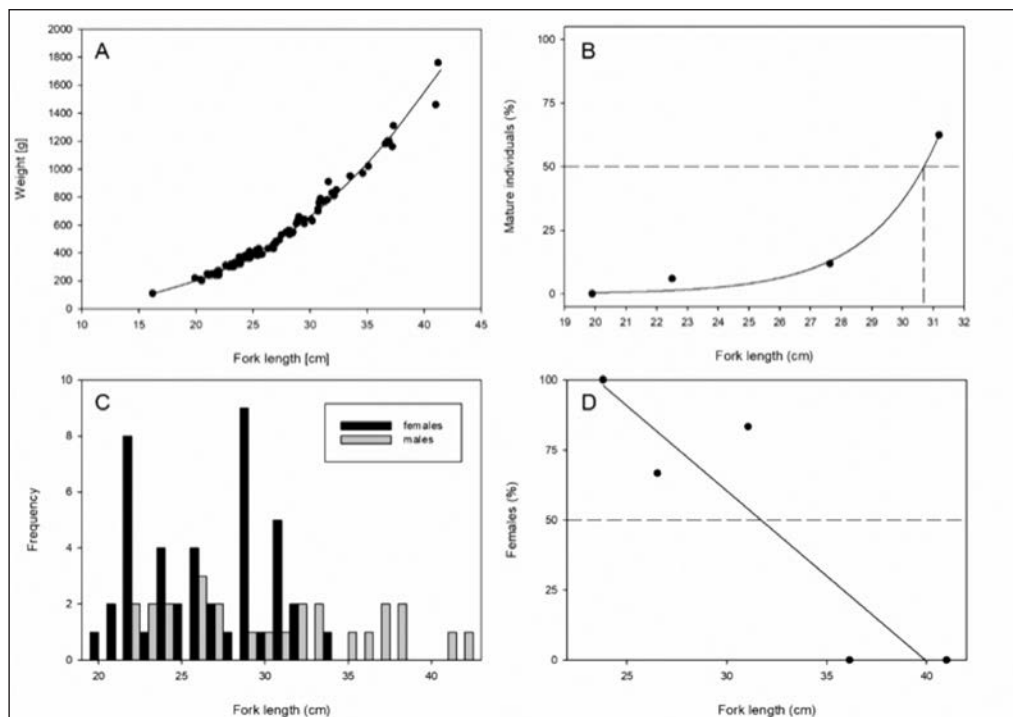 A
Weight [g]
2000
1800
1600
1400
1200
1000
800
600
400
200
0
10 15 20 25 30 35 40 45
Fork length [cm]
B
Mature individuals (%)
100
75
50
25
0
19 20 21 22 23 24 25 26 27 28 29 30 31 32
Fork length (cm)
C
females
males
Frequency
10
8
6
4
2
0
20 25 30 35 40
Fork length (cm)
D
Females (%)
100
75
50
25
0
25 30 35 40
Fork length (cm)